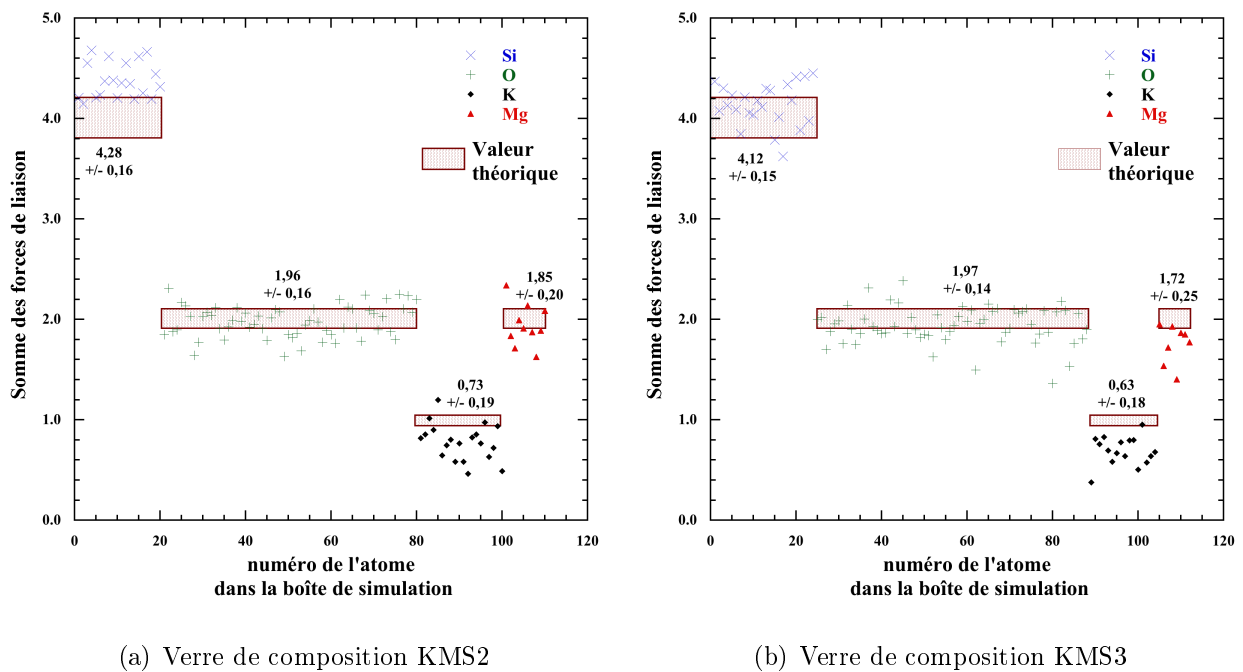 5.0
4.0
3.0
2.0
1.0
0.0
0
20
40
60
80
100
120
Somme des forces de liaison
numéro de l'atome
dans la boîte de simulation
Si
O
K
Mg
Valeur
théorique
4,28
+/- 0,16
1,96
+/- 0,16
0,73
+/- 0,19
1,85
+/- 0,20
(a) Verre de composition KMS2
5.0
4.0
3.0
2.0
1.0
0.0
0
20
40
60
80
100
120
Somme des forces de liaison
numéro de l'atome
dans la boîte de simulation
Si
O
K
Mg
Valeur
théorique
4,12
+/- 0,15
1,97
+/- 0,14
0,63
+/- 0,18
1,72
+/- 0,25
(b) Verre de composition KMS3